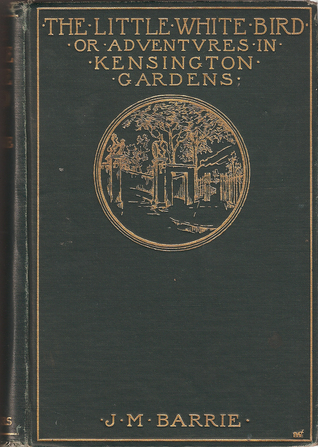 ·THE·LITTLE·WHITE·BIRD·
·OR·ADVENTVRES·IN·
·KENSINGTON·
·GARDENS·
·J·M·BARRIE·